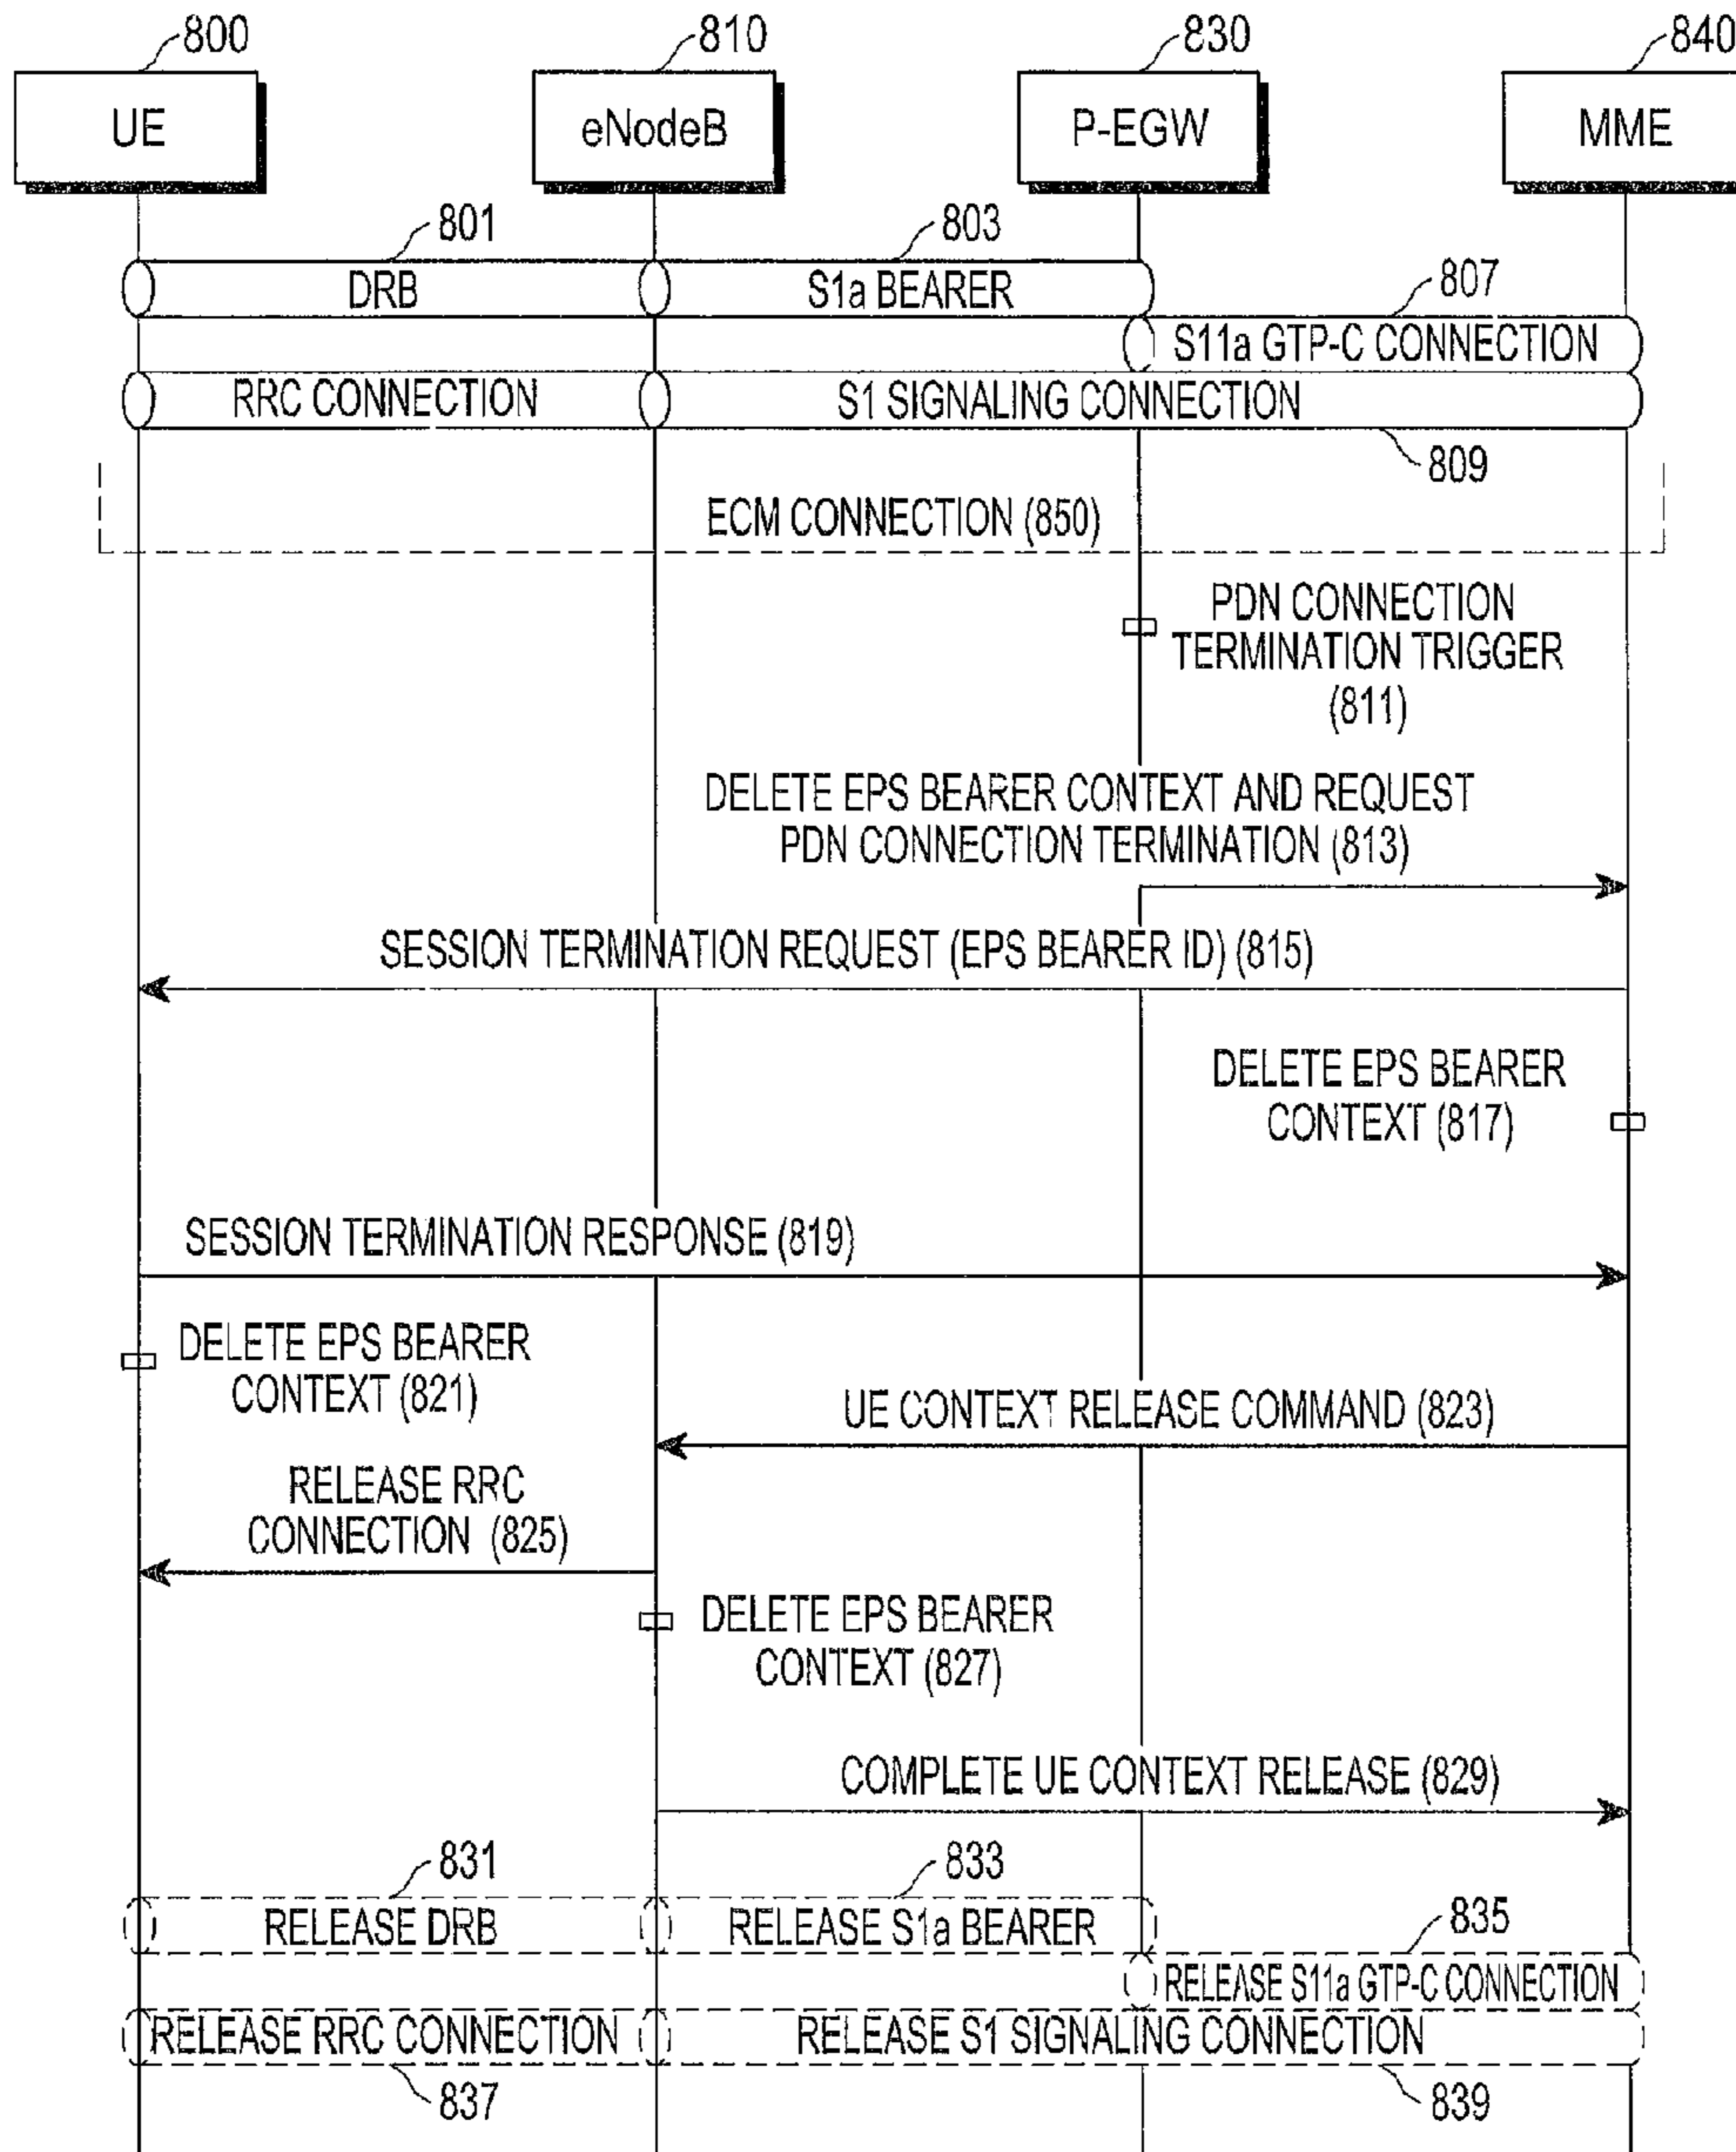 800
810
830
840
UE
eNodeB
P-EGW
MME
801
803
DRB
S1a BEARER
807
S11a GTP-C CONNECTION
RRC CONNECTION
S1 SIGNALING CONNECTION
809
ECM CONNECTION (850)
PDN CONNECTION
TERMINATION TRIGGER
(811)
DELETE EPS BEARER CONTEXT AND REQUEST
PDN CONNECTION TERMINATION (813)
SESSION TERMINATION REQUEST (EPS BEARER ID) (815)
DELETE EPS BEARER
CONTEXT (817)
SESSION TERMINATION RESPONSE (819)
DELETE EPS BEARER
CONTEXT (821)
UE CONTEXT RELEASE COMMAND (823)
RELEASE RRC
CONNECTION (825)
DELETE EPS BEARER
CONTEXT (827)
COMPLETE UE CONTEXT RELEASE (829)
831
833
RELEASE DRB
RELEASE S1a BEARER
835
RELEASE S11a GTP-C CONNECTION
RELEASE RRC CONNECTION
RELEASE S1 SIGNALING CONNECTION
837
839